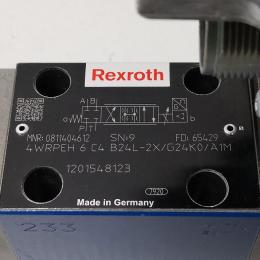 Rexroth
A B
P T
MNR: 0811404612 SN:9 FD: 65429
4WRPEH 6 C4 B24L-2X/G24K0/A1M
1201548123
7920
Made in Germany
233